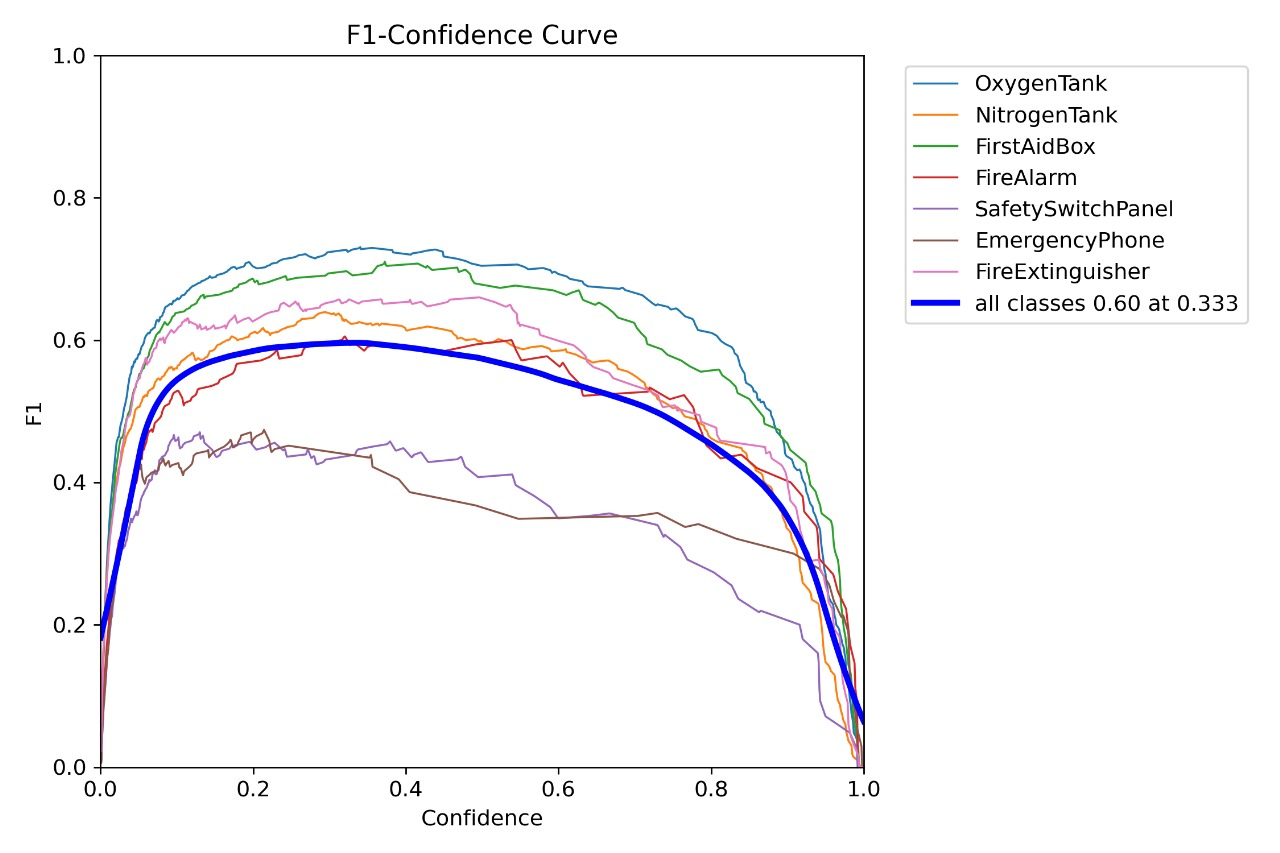 F1-Confidence Curve
1.0
0.8
0.6
0.4
0.2
0.0
F1
0.0 0.2 0.4 0.6 0.8 1.0
Confidence
OxygenTank
NitrogenTank
FirstAidBox
FireAlarm
SafetySwitchPanel
EmergencyPhone
FireExtinguisher
all classes 0.60 at 0.333